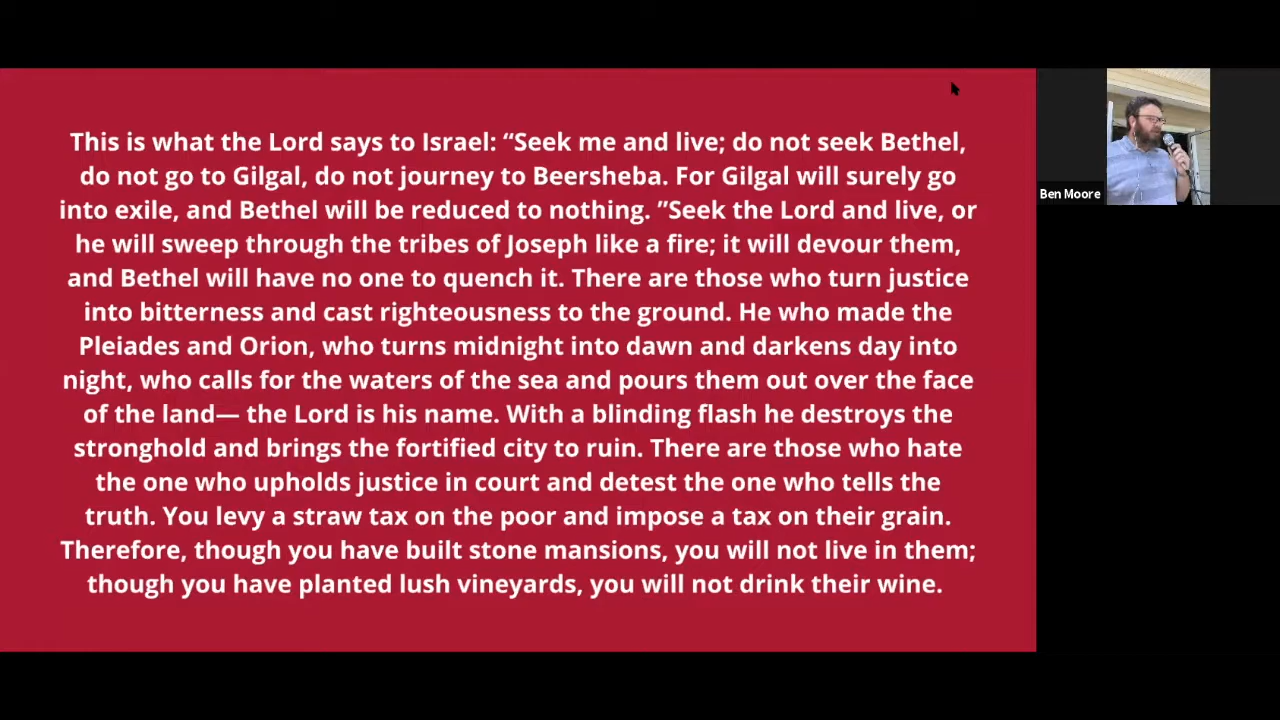 This is what the Lord says to Israel: “Seek me and live; do not seek Bethel,
do not go to Gilgal, do not journey to Beersheba. For Gilgal will surely go
into exile, and Bethel will be reduced to nothing. ”Seek the Lord and live, or
he will sweep through the tribes of Joseph like a fire; it will devour them,
and Bethel will have no one to quench it. There are those who turn justice
into bitterness and cast righteousness to the ground. He who made the
Pleiades and Orion, who turns midnight into dawn and darkens day into
night, who calls for the waters of the sea and pours them out over the face
of the land— the Lord is his name. With a blinding flash he destroys the
stronghold and brings the fortified city to ruin. There are those who hate
the one who upholds justice in court and detest the one who tells the
truth. You levy a straw tax on the poor and impose a tax on their grain.
Therefore, though you have built stone mansions, you will not live in them;
though you have planted lush vineyards, you will not drink their wine.
Ben Moore